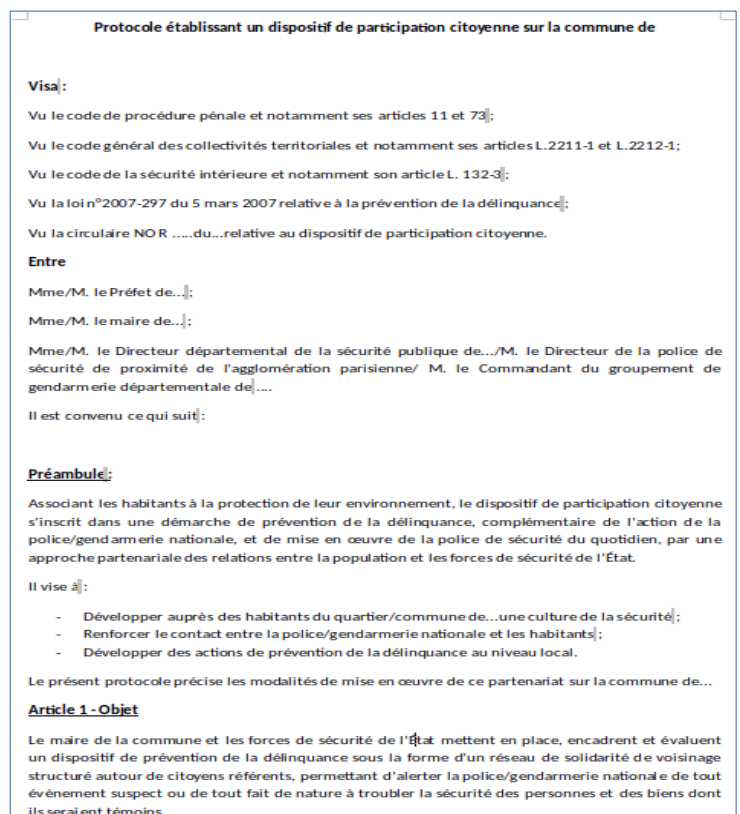 Protocole établissant un dispositif de participation citoyenne sur la commune de
Visa :
Vu le code de procédure pénale et notamment ses articles 11 et 73 ;
Vu le code général des collectivités territoriales et notamment ses articles L.2211-1 et L.2212-1;
Vu le code de la sécurité intérieure et notamment son article L. 132-3 ;
Vu la loi n°2007-297 du 5 mars 2007 relative à la prévention de la délinquance ;
Vu la circulaire NOR .....du...relative au dispositif de participation citoyenne.
Entre
Mme/M. le Préfet de... ;
Mme/M. le maire de... ;
Mme/M. le Directeur départemental de la sécurité publique de.../M. le Directeur de la police de
sécurité de proximité de l'agglomération parisienne/ M. le Commandant du groupement de
gendarmerie départementale de ....
Il est convenu ce qui suit :
Préambule :
Associant les habitants à la protection de leur environnement, le dispositif de participation citoyenne
s'inscrit dans une démarche de prévention de la délinquance, complémentaire de l'action de la
police/gendarmerie nationale, et de mise en œuvre de la police de sécurité du quotidien, par une
approche partenariale des relations entre la population et les forces de sécurité de l'État.
Il vise à :
- Développer auprès des habitants du quartier/commune de...une culture de la sécurité ;
- Renforcer le contact entre la police/gendarmerie nationale et les habitants ;
- Développer des actions de prévention de la délinquance au niveau local.
Le présent protocole précise les modalités de mise en œuvre de ce partenariat sur la commune de...
Article 1 - Objet
Le maire de la commune et les forces de sécurité de l'État mettent en place, encadrent et évaluent
un dispositif de prévention de la délinquance sous la forme d'un réseau de solidarité de voisinage
structuré autour de citoyens référents, permettant d'alerter la police/gendarmerie nationale de tout
évènement suspect ou de tout fait de nature à troubler la sécurité des personnes et des biens dont
ils seraient témoins.